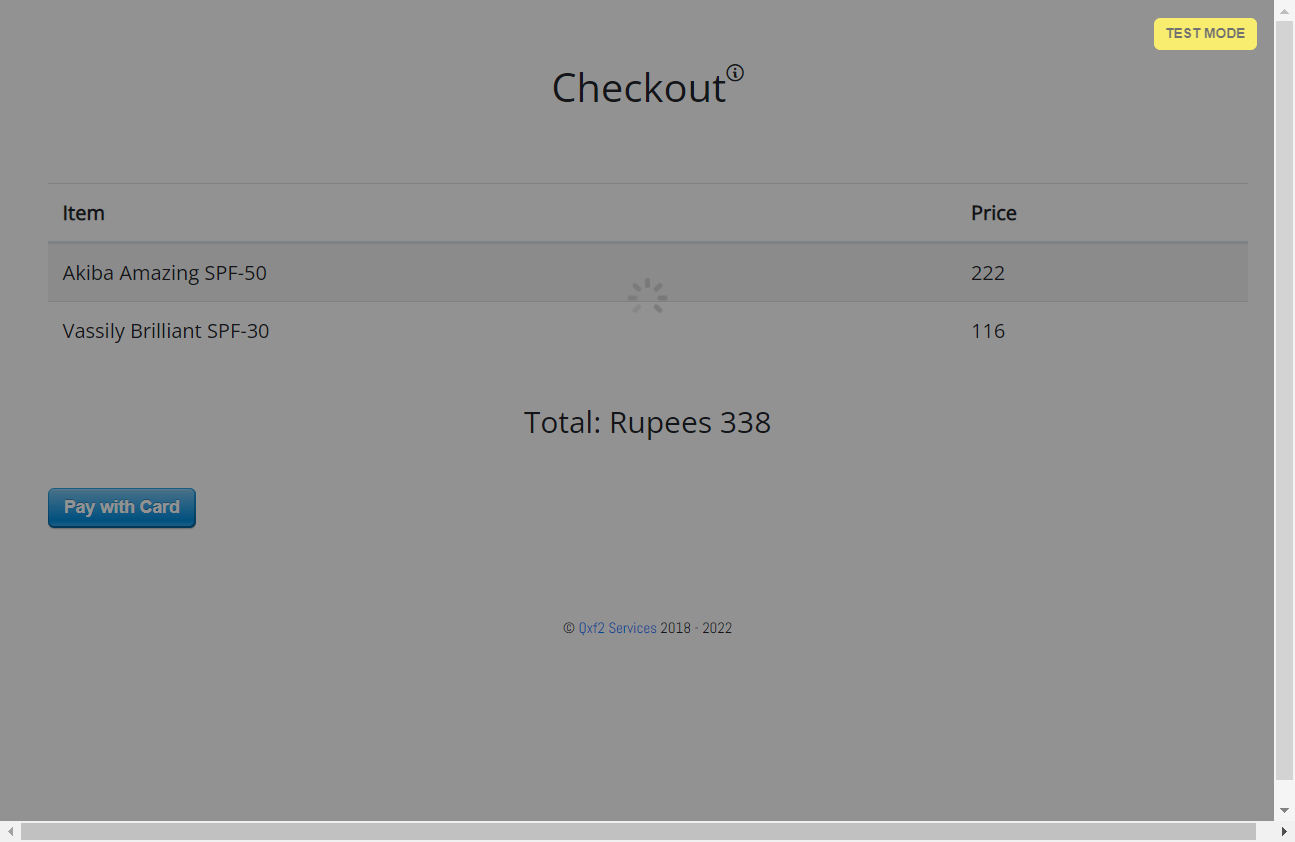 TEST MODE
Checkout
Item Price
Akiba Amazing SPF-50 222
Vassily Brilliant SPF-30 116
Total: Rupees 338
Pay with Card
© Qxf2 Services 2018 - 2022